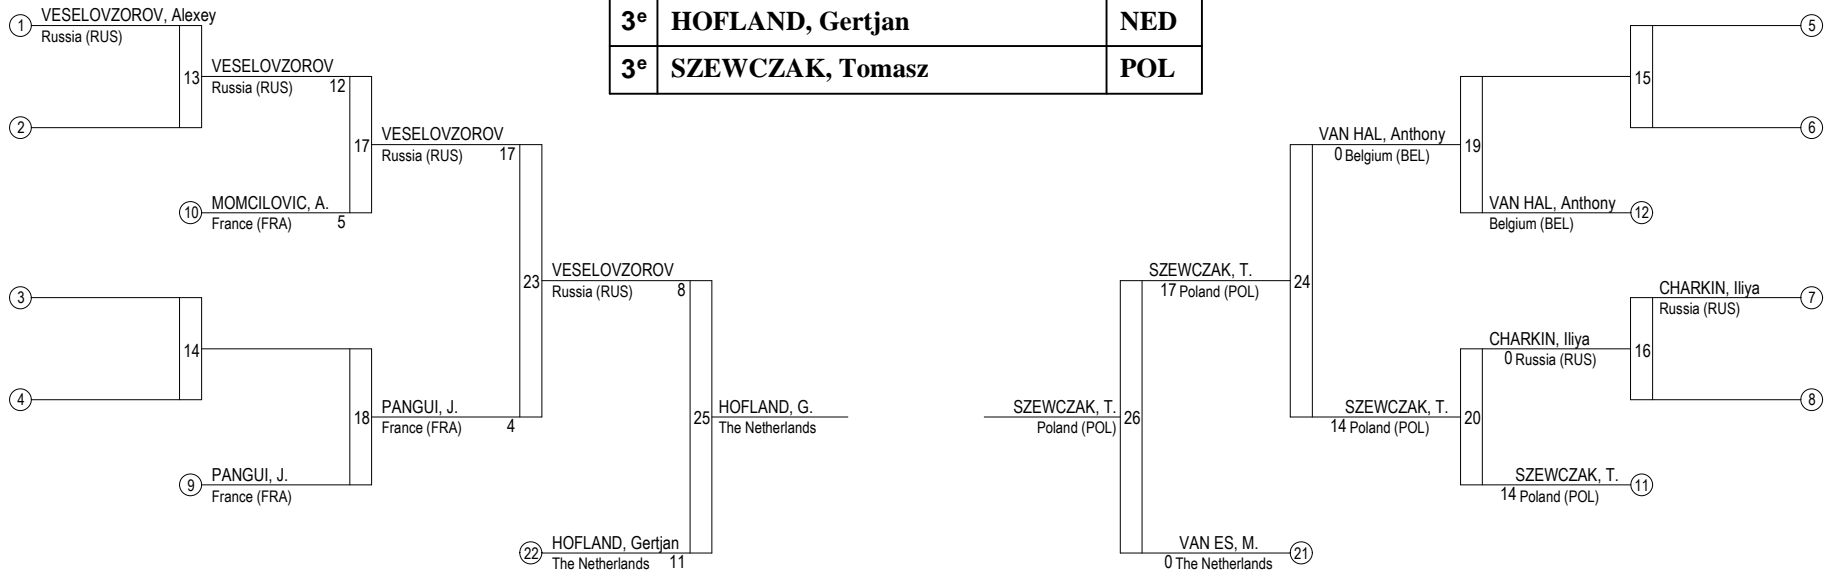 3e HOFLAND, Gertjan NED
3e SZEWCZAK, Tomasz POL
1 VESELOVZOROV, Alexey
Russia (RUS)
2
13
VESELOVZOROV
Russia (RUS) 12
10 MOMCILOVIC, A.
France (FRA) 5
17
VESELOVZOROV
Russia (RUS) 17
3
4
14
9 PANGUI, J.
France (FRA)
18
PANGUI, J.
France (FRA) 4
23
VESELOVZOROV
Russia (RUS) 8
22 HOFLAND, Gertjan
The Netherlands 11
25
HOFLAND, G.
The Netherlands
5
6
15
VAN HAL, Anthony 12
Belgium (BEL)
19
VAN HAL, Anthony
0 Belgium (BEL)
CHARKIN, Iliya 7
Russia (RUS)
8
16
CHARKIN, Iliya
0 Russia (RUS)
SZEWCZAK, T. 11
14 Poland (POL)
20
SZEWCZAK, T.
14 Poland (POL)
24
SZEWCZAK, T.
17 Poland (POL)
VAN ES, M. 21
0 The Netherlands
26
SZEWCZAK, T.
Poland (POL)